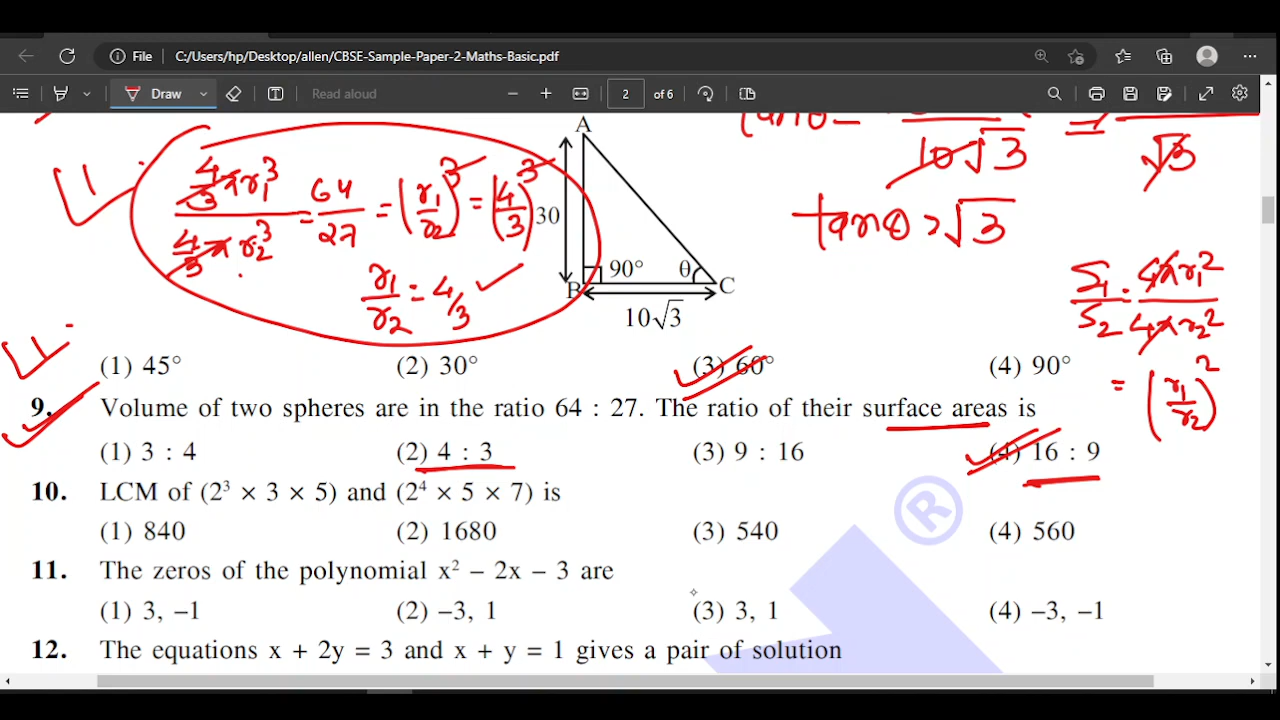 File C:/Users/hp/Desktop/allen/CBSE-Sample-Paper-2-Maths-Basic.pdf
Draw Read aloud 2 of 6
A
10√3 √3
4/3 πr₁³ / 4/3 πr₂³ = 64/27 = (r₁/r₂)³ = (4/3)³
30
tanθ = √3
90° θ
B C
r₁/r₂ = 4/3
10√3
S₁/S₂ = 4πr₁²/4πr₂²
= (r₁/r₂)²
(1) 45° (2) 30° (3) 60° (4) 90°
9. Volume of two spheres are in the ratio 64 : 27. The ratio of their surface areas is
(1) 3 : 4 (2) 4 : 3 (3) 9 : 16 (4) 16 : 9
10. LCM of (2³ × 3 × 5) and (2⁴ × 5 × 7) is
(1) 840 (2) 1680 (3) 540 (4) 560
®
11. The zeros of the polynomial x² − 2x − 3 are
(1) 3, −1 (2) −3, 1 (3) 3, 1 (4) −3, −1
12. The equations x + 2y = 3 and x + y = 1 gives a pair of solution